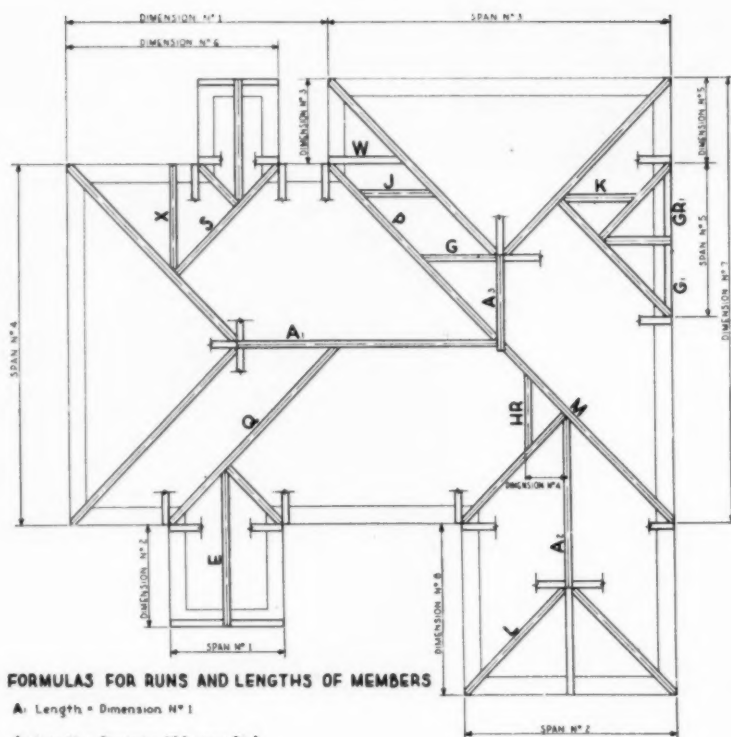 DIMENSION Nº 1
SPAN Nº 3
DIMENSION Nº 6
DIMENSION Nº 3
DIMENSION Nº 5
W
J
K
GR1
X
S
P
G
SPAN Nº 5
DIMENSION Nº 7
A3
G1
SPAN Nº 4
A1
HR
M
Q
DIMENSION Nº 4
E
A2
DIMENSION Nº 2
DIMENSION Nº 8
L
SPAN Nº 1
FORMULAS FOR RUNS AND LENGTHS OF MEMBERS
A1 Length = Dimension Nº 1
SPAN Nº 2